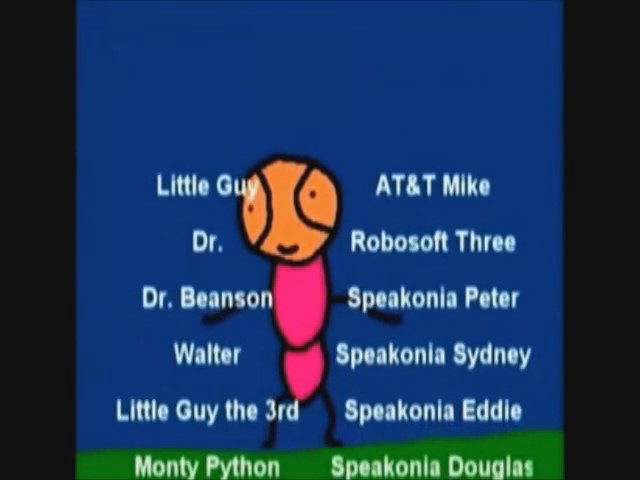 Little Guy AT&T Mike
Dr. Robosoft Three
Dr. Beanson Speakonia Peter
Walter Speakonia Sydney
Little Guy the 3rd Speakonia Eddie
Monty Python Speakonia Douglas